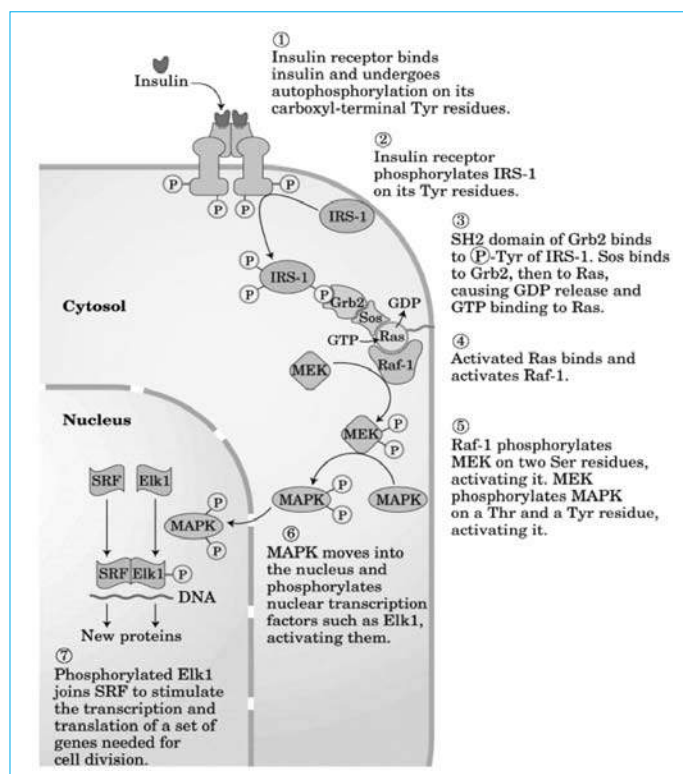 ①
Insulin receptor binds
insulin and undergoes
autophosphorylation on its
carboxyl-terminal Tyr residues.
Insulin
②
Insulin receptor
phosphorylates IRS-1
on its Tyr residues.
P
P
P
P
IRS-1
③
SH2 domain of Grb2 binds
to Ⓟ-Tyr of IRS-1. Sos binds
to Grb2, then to Ras,
causing GDP release and
GTP binding to Ras.
P
IRS-1
P
P
Grb2
Sos
GDP
Ras
GTP
Raf-1
Cytosol
④
Activated Ras binds and
activates Raf-1.
MEK
⑤
Raf-1 phosphorylates
MEK on two Ser residues,
activating it. MEK
phosphorylates MAPK
on a Thr and a Tyr residue,
activating it.
MEK
P
P
MAPK
P
P
MAPK
⑥
MAPK moves into
the nucleus and
phosphorylates
nuclear transcription
factors such as Elk1,
activating them.
Nucleus
SRF
Elk1
P
MAPK
P
P
SRF
Elk1
P
DNA
New proteins
⑦
Phosphorylated Elk1
joins SRF to stimulate
the transcription and
translation of a set of
genes needed for
cell division.